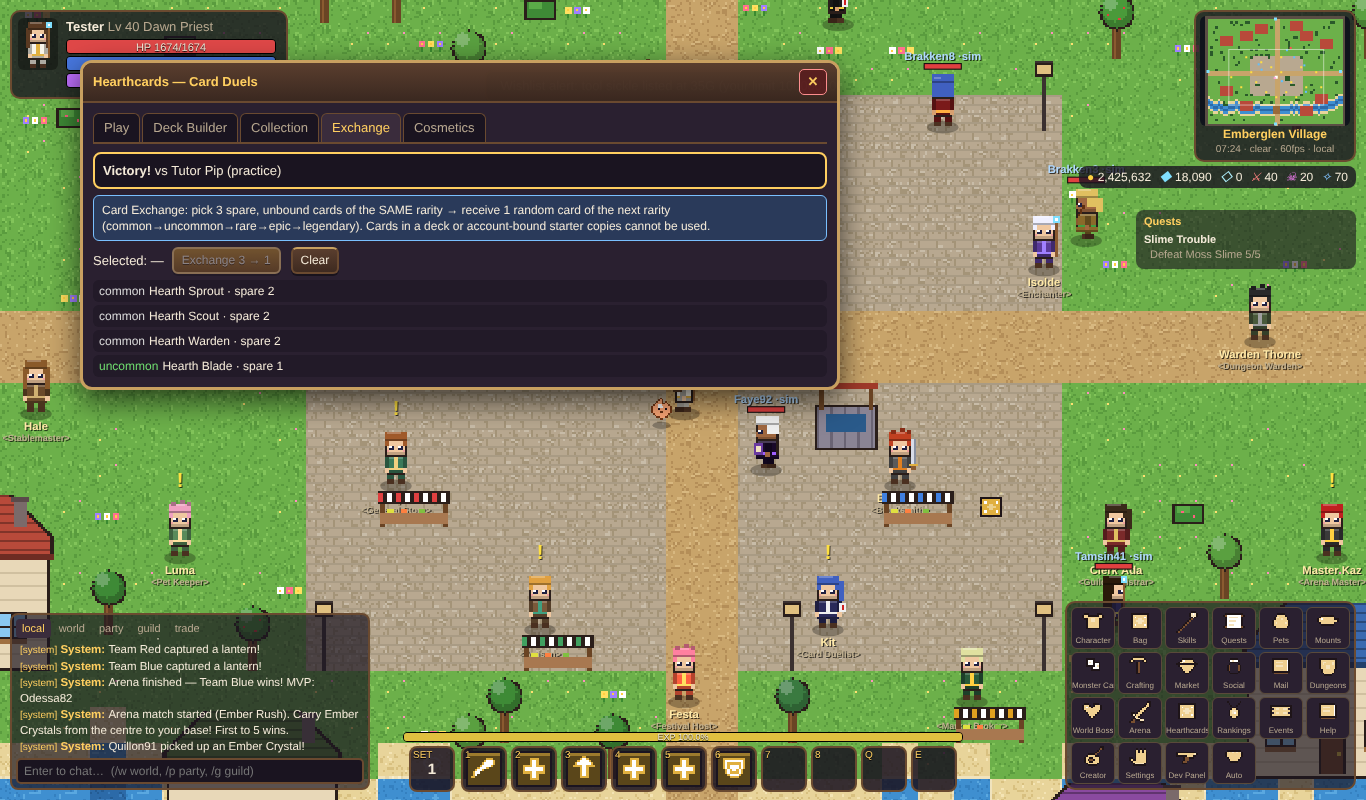 Tester Lv 40 Dawn Priest
HP 1674/1674
Hearthcards — Card Duels
✕
Play
Deck Builder
Collection
Exchange
Cosmetics
Victory! vs Tutor Pip (practice)
Card Exchange: pick 3 spare, unbound cards of the SAME rarity → receive 1 random card of the next rarity
(common→uncommon→rare→epic→legendary). Cards in a deck or account-bound starter copies cannot be used.
Selected: —
Exchange 3 → 1
Clear
common Hearth Sprout · spare 2
common Hearth Scout · spare 2
common Hearth Warden · spare 2
uncommon Hearth Blade · spare 1
Brakken8 ·sim
Emberglen Village
07:24 · clear · 60fps · local
2,425,632 18,090 0 40 20 70
Quests
Slime Trouble
Defeat Moss Slime 5/5
Isolde
<Enchanter>
Warden Thorne
<Dungeon Warden>
Hale
<Stablemaster>
Faye92 ·sim
Luma
<Pet Keeper>
Tamsin41 ·sim
Clerk Ada
Master Kaz
<Arena Master>
Kit
<Card Duelist>
Festa
<Festival Host>
local world party guild trade
[system] System: Team Red captured a lantern!
[system] System: Team Blue captured a lantern!
[system] System: Arena finished — Team Blue wins! MVP:
Odessa82
[system] System: Arena match started (Ember Rush). Carry Ember
Crystals from the centre to your base! First to 5 wins.
[system] System: Quillon91 picked up an Ember Crystal!
Enter to chat… (/w world, /p party, /g guild)
EXP 100.0%
SET
1
1 2 3 4 5 6 7 8 Q E
Character Bag Skills Quests Pets Mounts
Monster Ca Crafting Market Social Mail Dungeons
World Boss Arena Hearthcards Rankings Events Help
Creator Settings Dev Panel Auto